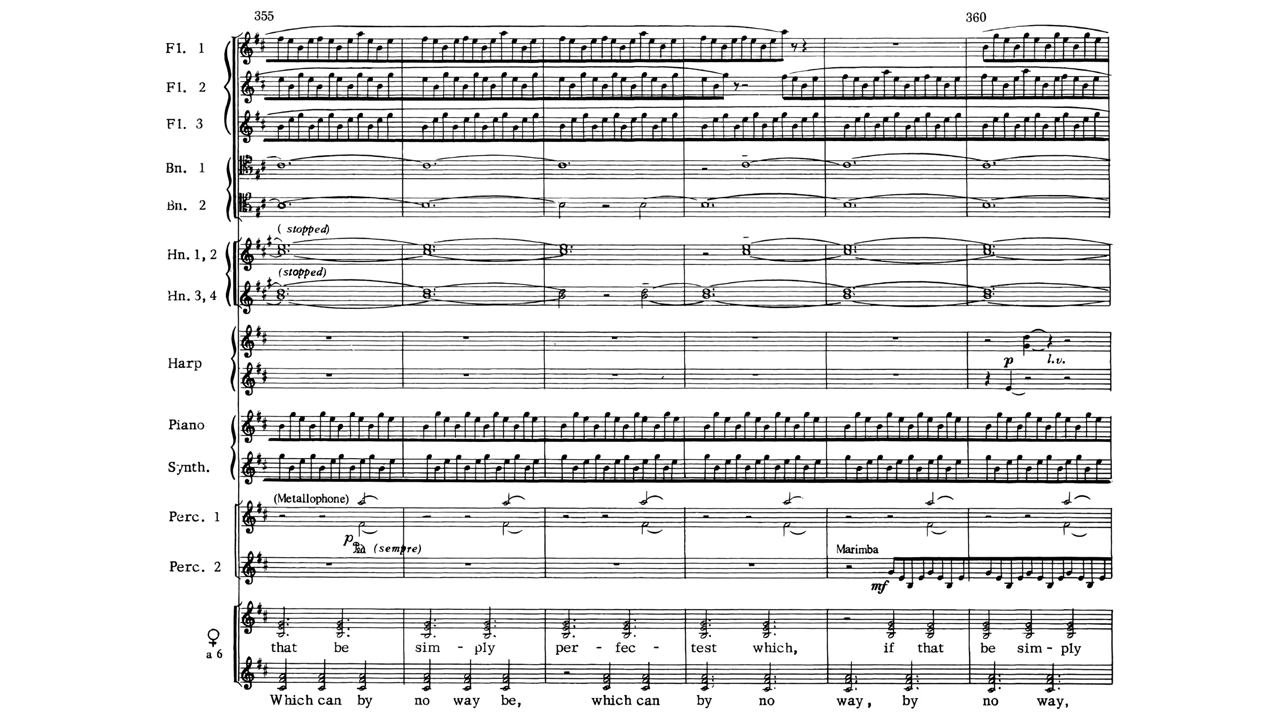 355 360
Fl. 1
Fl. 2
Fl. 3
Bn. 1
Bn. 2
( stopped)
Hn. 1, 2
(stopped)
Hn. 3, 4
Harp
p l.v.
Piano
Synth.
(Metallophone)
Perc. 1
p (sempre)
Marimba
Perc. 2
mf
♀
a 6
that be sim - ply per - fec - test which, if that be sim - ply
Which can by no way be, which can by no way, by no way,